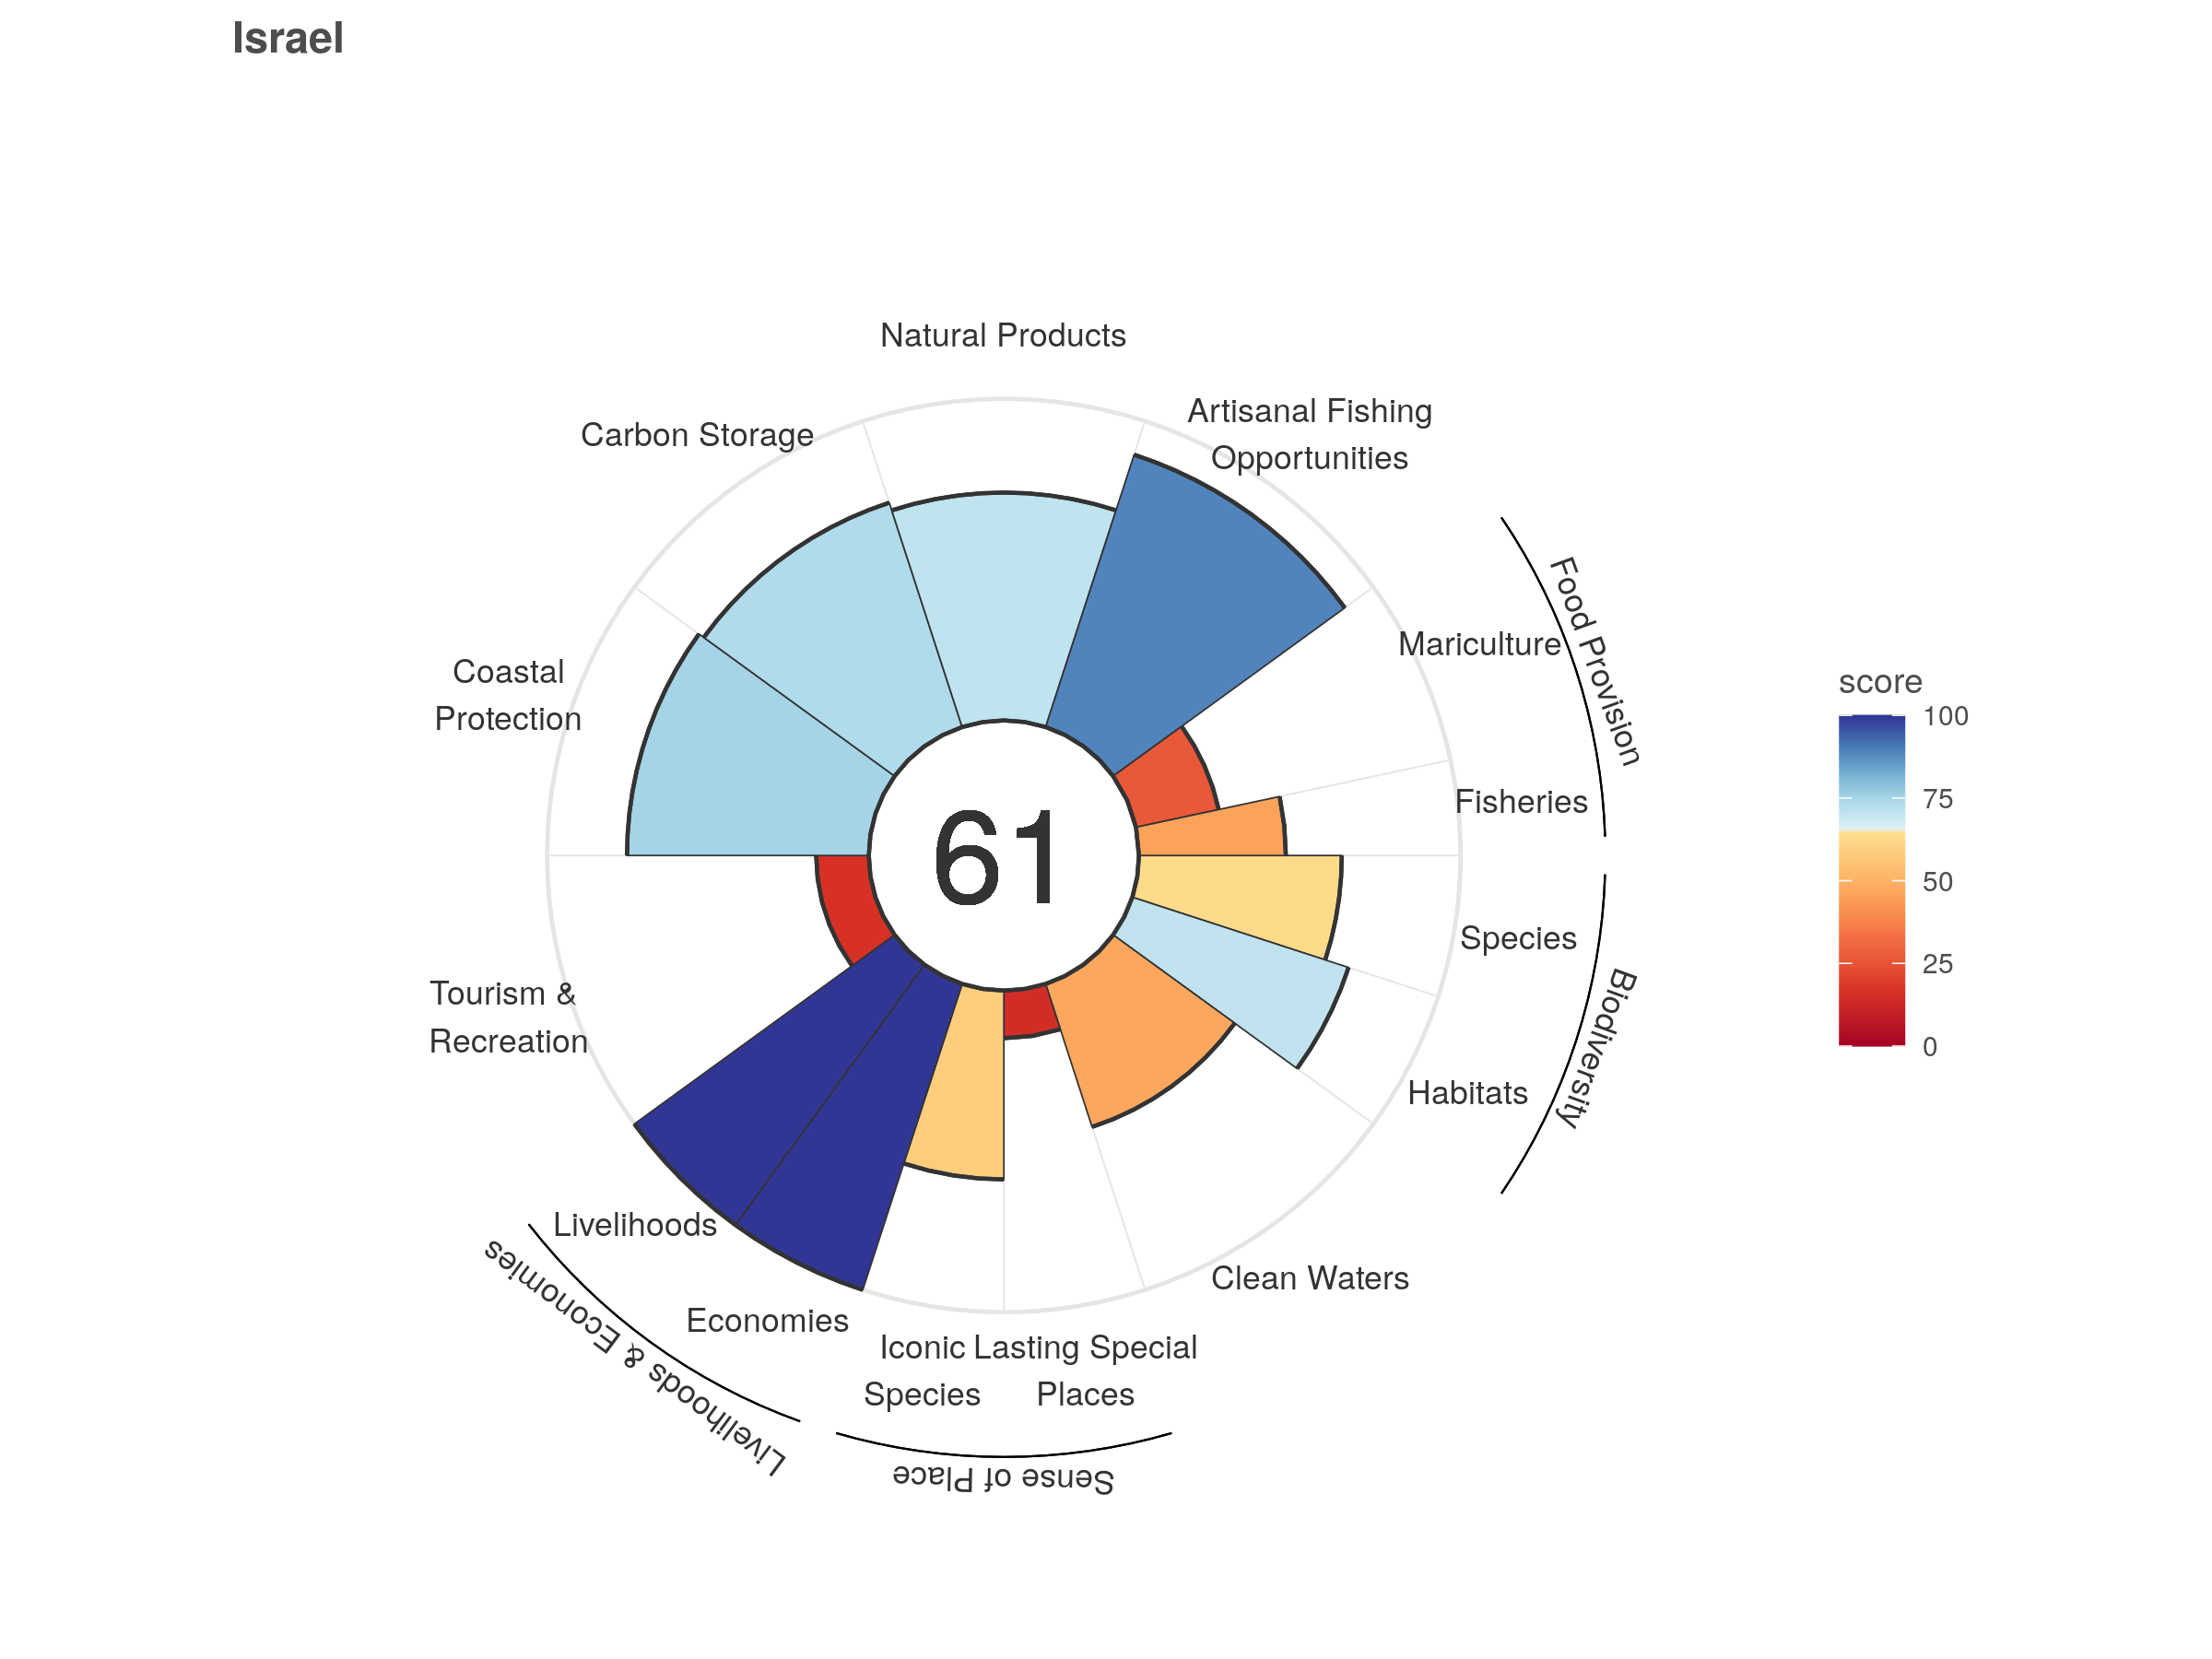 Israel
Natural Products
Artisanal Fishing
Opportunities
Carbon Storage
Food Provision
Mariculture
Coastal
Protection
Fisheries
Species
Biodiversity
Habitats
Tourism &
Recreation
Clean Waters
Livelihoods
Economies
Livelihoods & Economies
Iconic
Species
Lasting Special
Places
Sense of Place
61
score
100
75
50
25
0